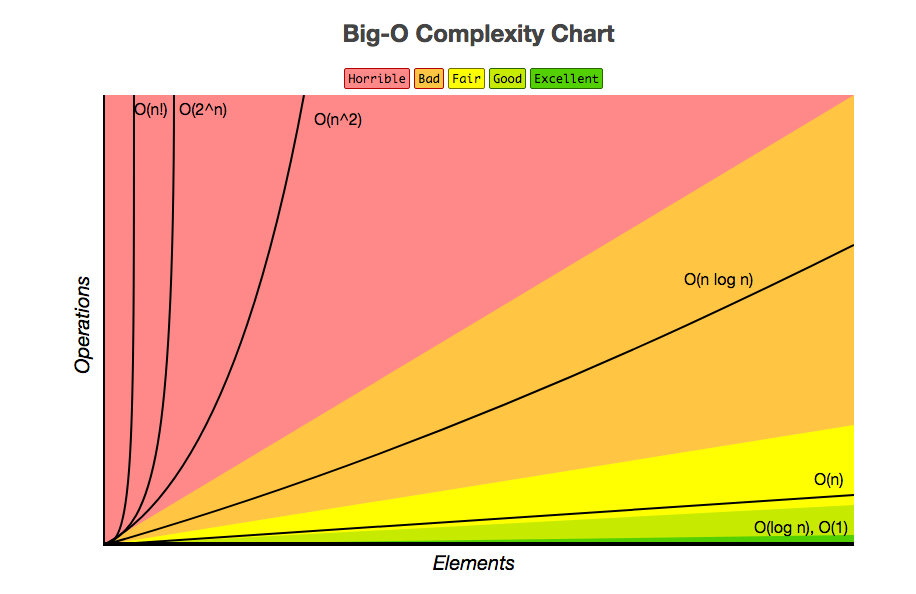 Big-O Complexity Chart
Horrible Bad Fair Good Excellent
O(n!) O(2^n)
O(n^2)
O(n log n)
Operations
O(n)
O(log n), O(1)
Elements